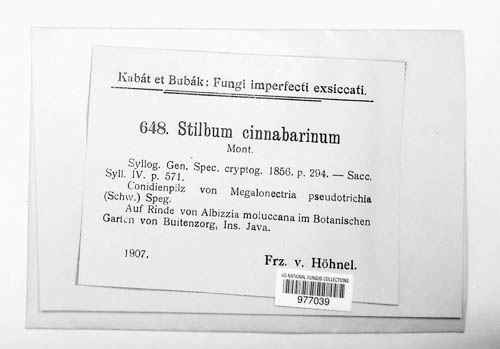 Kabát et Bubák: Fungi imperfecti exsiccati.
648. Stilbum cinnabarinum
Mont.
Syllog. Gen. Spec. cryptog. 1856. p. 294. — Sacc.
Syll. IV. p. 571.
Conidienpilz von Megalonectria pseudotrichia
(Schw.) Speg.
Auf Rinde von Albizzia moluccana im Botanischen
Garten von Buitenzorg, Ins. Java.
1907.
Frz. v. Höhnel.
US NATIONAL FUNGUS COLLECTIONS
977039